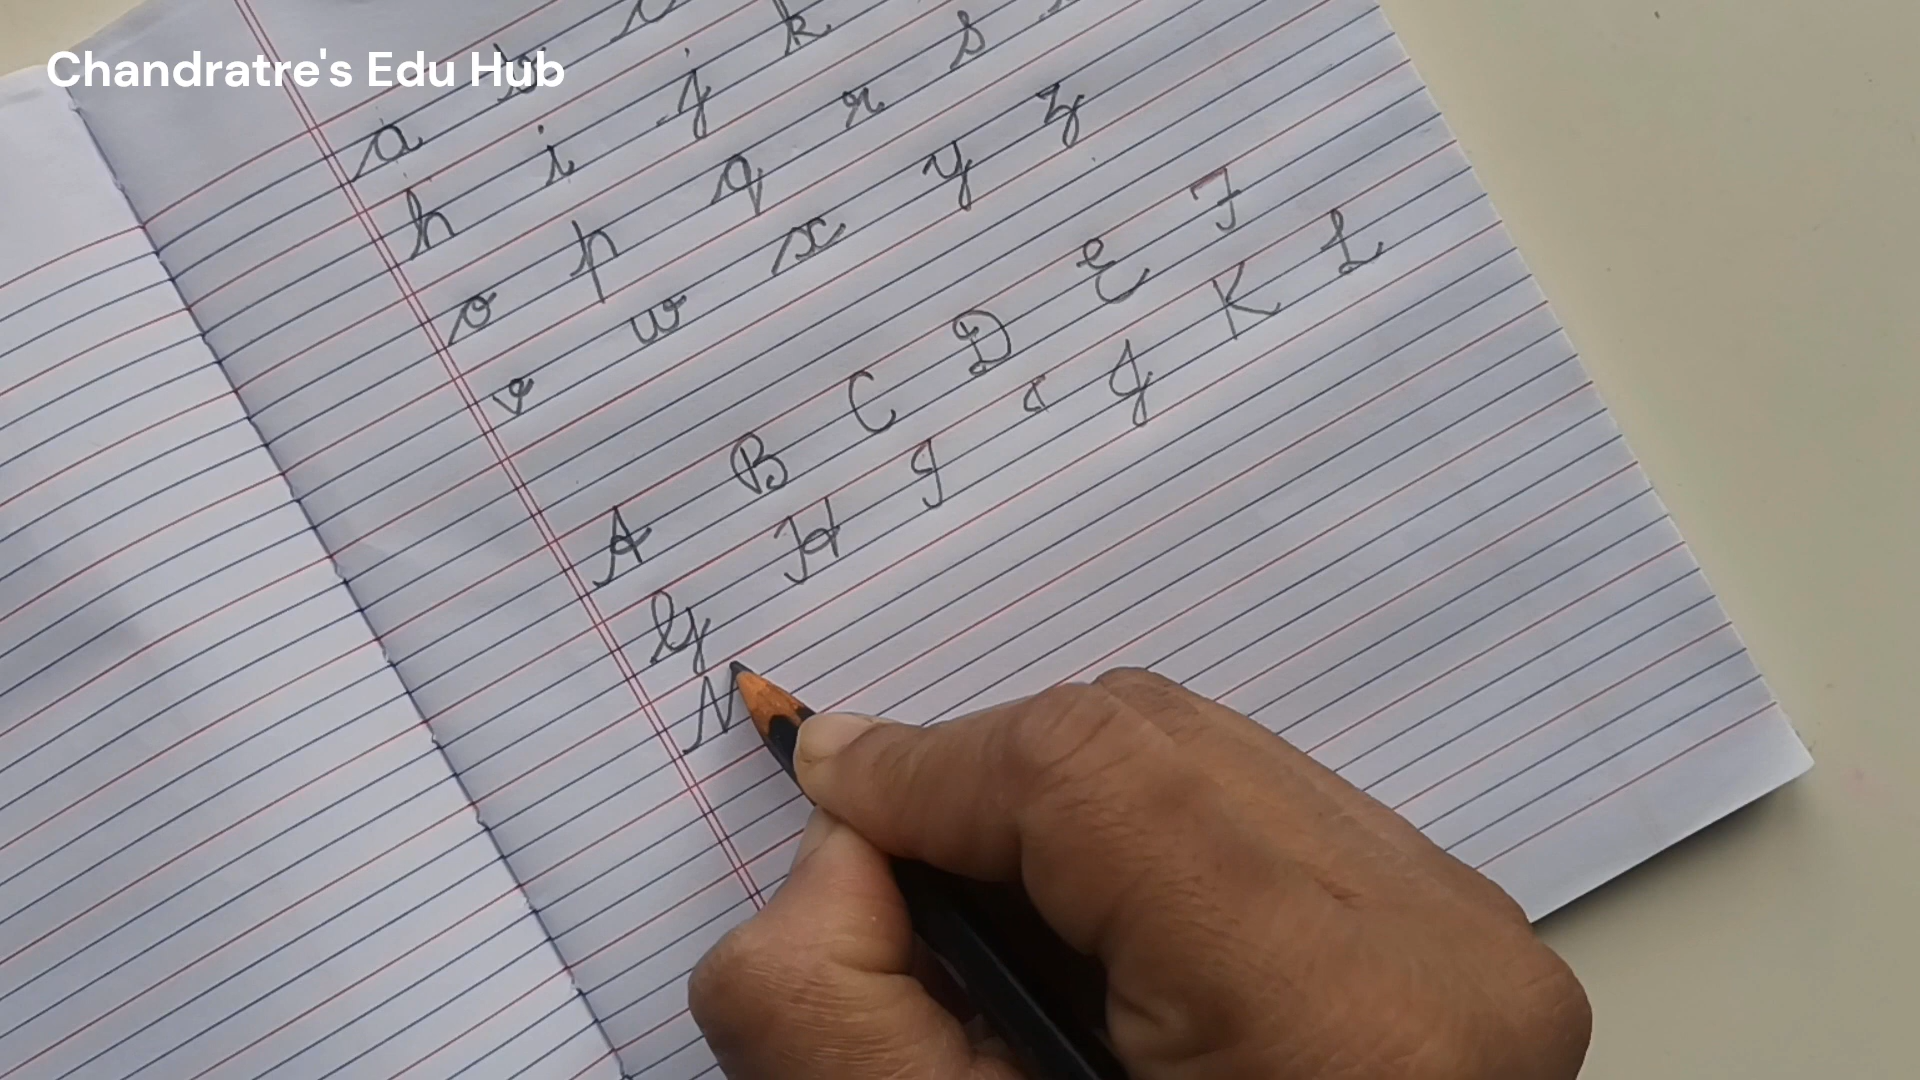 Chandratre's Edu Hub
a b
h i j k
o p q r s
v w x y z
A B C D E F
G H I J K L